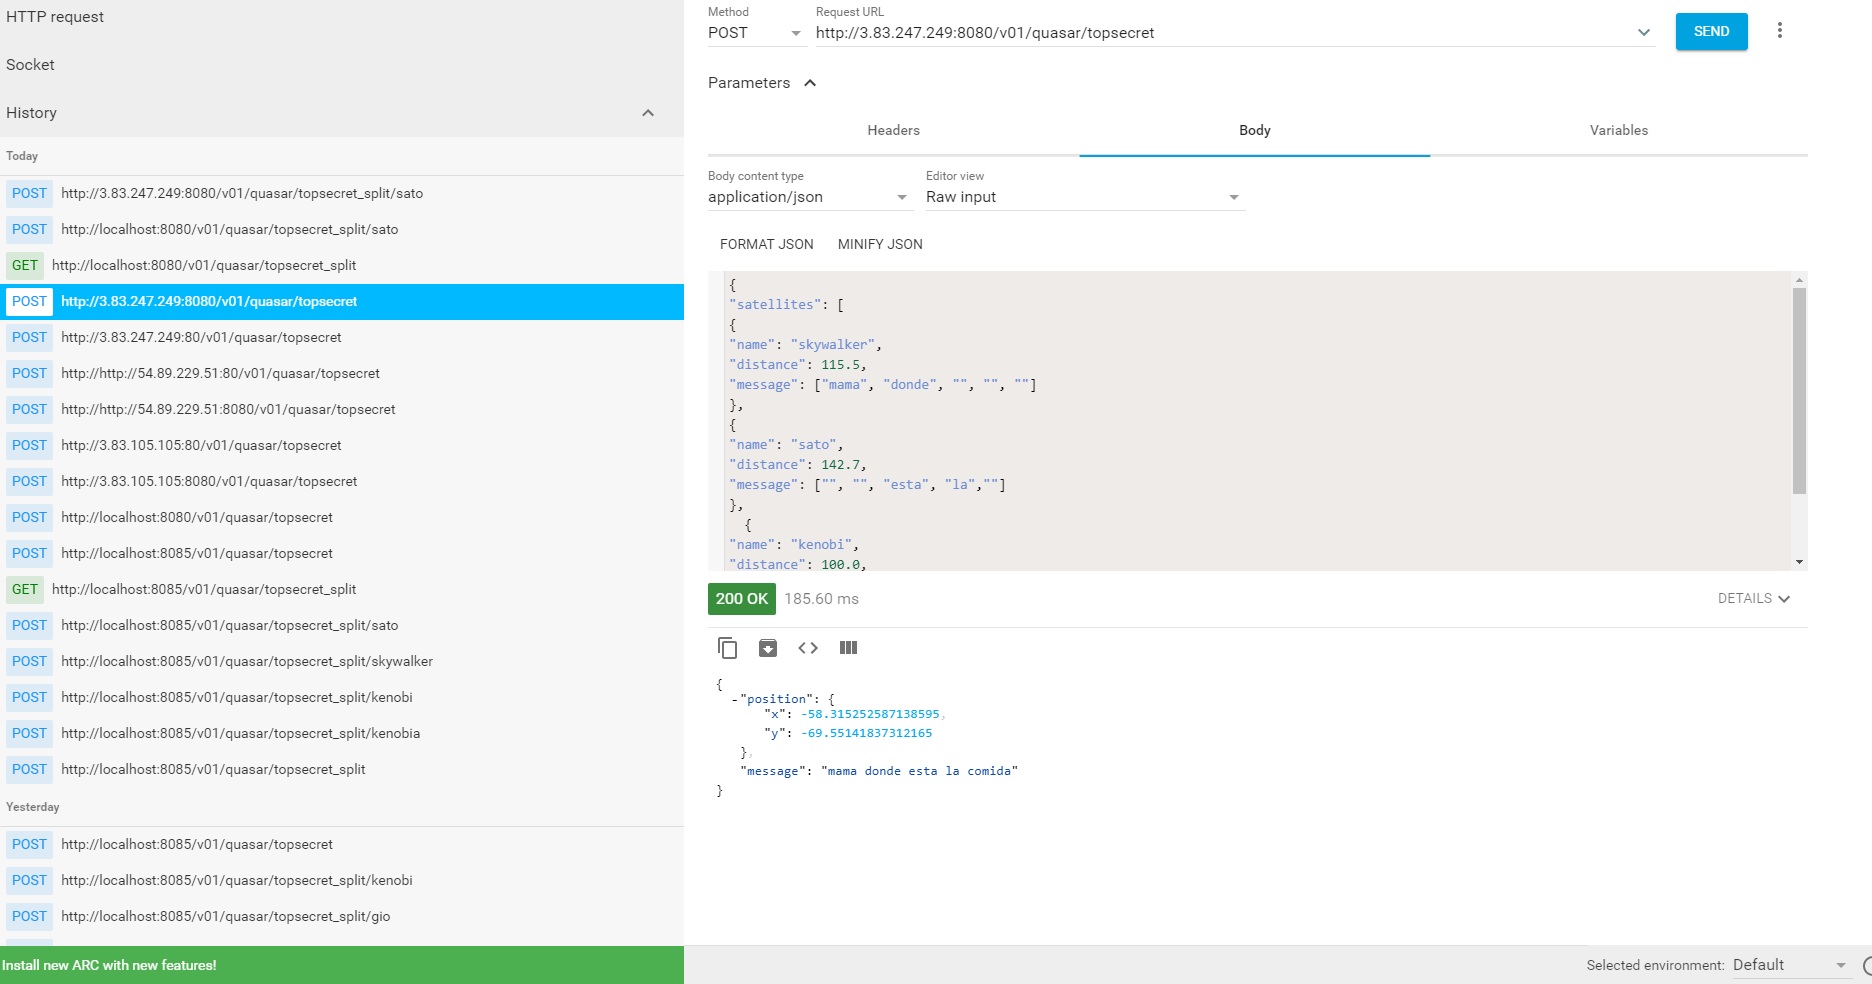 HTTP request
Socket
History
Today
POST http://3.83.247.249:8080/v01/quasar/topsecret_split/sato
POST http://localhost:8080/v01/quasar/topsecret_split/sato
GET http://localhost:8080/v01/quasar/topsecret_split
POST http://3.83.247.249:8080/v01/quasar/topsecret
POST http://3.83.247.249:80/v01/quasar/topsecret
POST http://http://54.89.229.51:80/v01/quasar/topsecret
POST http://http://54.89.229.51:8080/v01/quasar/topsecret
POST http://3.83.105.105:80/v01/quasar/topsecret
POST http://3.83.105.105:8080/v01/quasar/topsecret
POST http://localhost:8080/v01/quasar/topsecret
POST http://localhost:8085/v01/quasar/topsecret
GET http://localhost:8085/v01/quasar/topsecret_split
POST http://localhost:8085/v01/quasar/topsecret_split/sato
POST http://localhost:8085/v01/quasar/topsecret_split/skywalker
POST http://localhost:8085/v01/quasar/topsecret_split/kenobi
POST http://localhost:8085/v01/quasar/topsecret_split/kenobia
POST http://localhost:8085/v01/quasar/topsecret_split
Yesterday
POST http://localhost:8085/v01/quasar/topsecret
POST http://localhost:8085/v01/quasar/topsecret_split/kenobi
POST http://localhost:8085/v01/quasar/topsecret_split/gio
Install new ARC with new features!
Method
POST
Request URL
http://3.83.247.249:8080/v01/quasar/topsecret
SEND
Parameters
Headers
Body
Variables
Body content type
application/json
Editor view
Raw input
FORMAT JSON MINIFY JSON
{
"satellites": [
{
"name": "skywalker",
"distance": 115.5,
"message": ["mama", "donde", "", "", ""]
},
{
"name": "sato",
"distance": 142.7,
"message": ["", "", "esta", "la",""]
},
{
"name": "kenobi",
"distance": 100.0,
200 OK 185.60 ms
DETAILS
{
-"position": {
"x": -58.315252587138595,
"y": -69.55141837312165
},
"message": "mama donde esta la comida"
}
Selected environment: Default